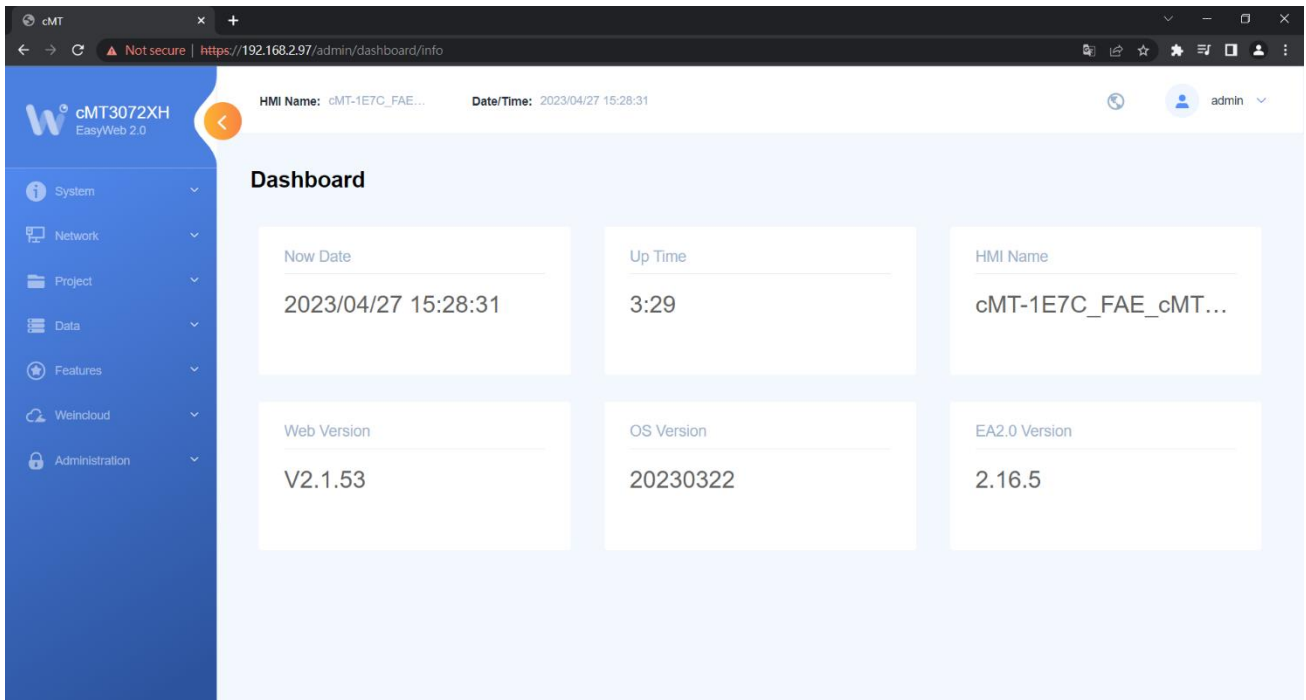 cMT
Not secure | https://192.168.2.97/admin/dashboard/info
cMT3072XH
EasyWeb 2.0
HMI Name: cMT-1E7C_FAE... Date/Time: 2023/04/27 15:28:31
admin
System
Network
Project
Data
Features
Weincloud
Administration
Dashboard
Now Date
2023/04/27 15:28:31
Up Time
3:29
HMI Name
cMT-1E7C_FAE_cMT...
Web Version
V2.1.53
OS Version
20230322
EA2.0 Version
2.16.5